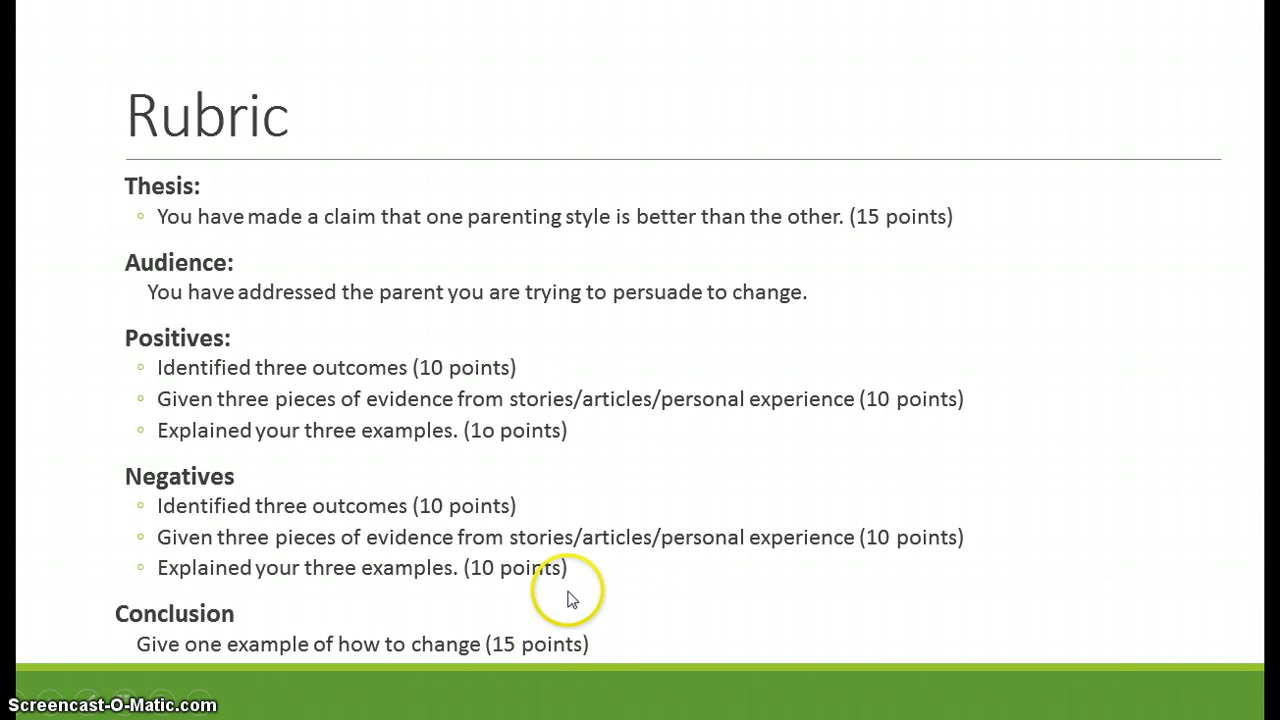 Rubric
Thesis:
◦ You have made a claim that one parenting style is better than the other. (15 points)
Audience:
You have addressed the parent you are trying to persuade to change.
Positives:
◦ Identified three outcomes (10 points)
◦ Given three pieces of evidence from stories/articles/personal experience (10 points)
◦ Explained your three examples. (1o points)
Negatives
◦ Identified three outcomes (10 points)
◦ Given three pieces of evidence from stories/articles/personal experience (10 points)
◦ Explained your three examples. (10 points)
Conclusion
Give one example of how to change (15 points)
Screencast-O-Matic.com